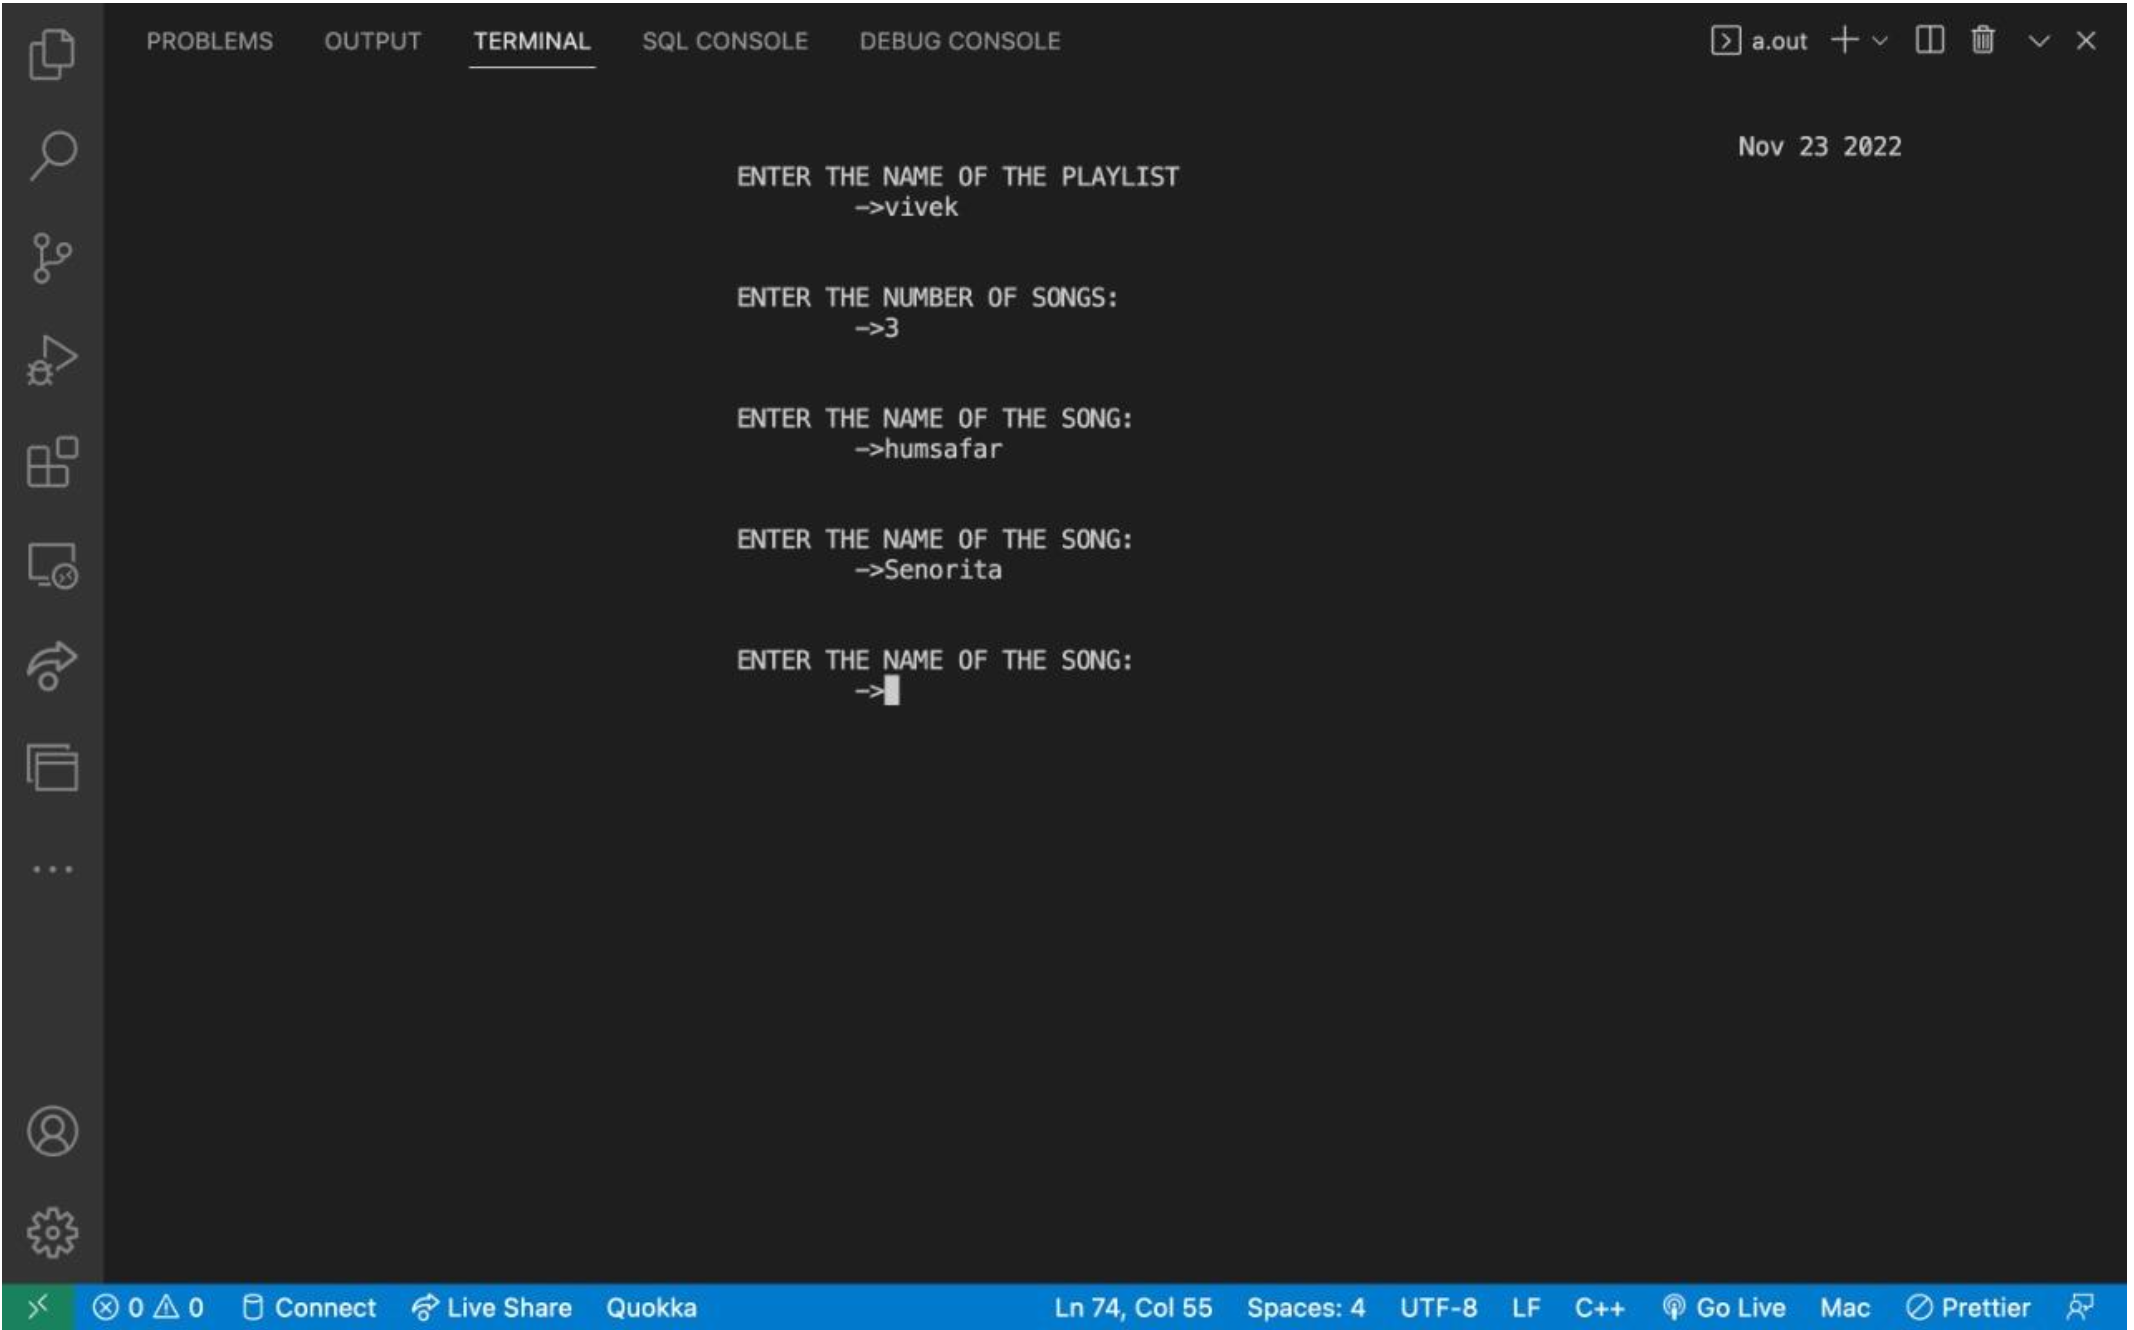 PROBLEMS OUTPUT TERMINAL SQL CONSOLE DEBUG CONSOLE a.out
Nov 23 2022
ENTER THE NAME OF THE PLAYLIST
—>vivek
ENTER THE NUMBER OF SONGS:
—>3
ENTER THE NAME OF THE SONG:
—>humsafar
ENTER THE NAME OF THE SONG:
—>Senorita
ENTER THE NAME OF THE SONG:
—>
0 0 Connect Live Share Quokka Ln 74, Col 55 Spaces: 4 UTF-8 LF C++ Go Live Mac Prettier